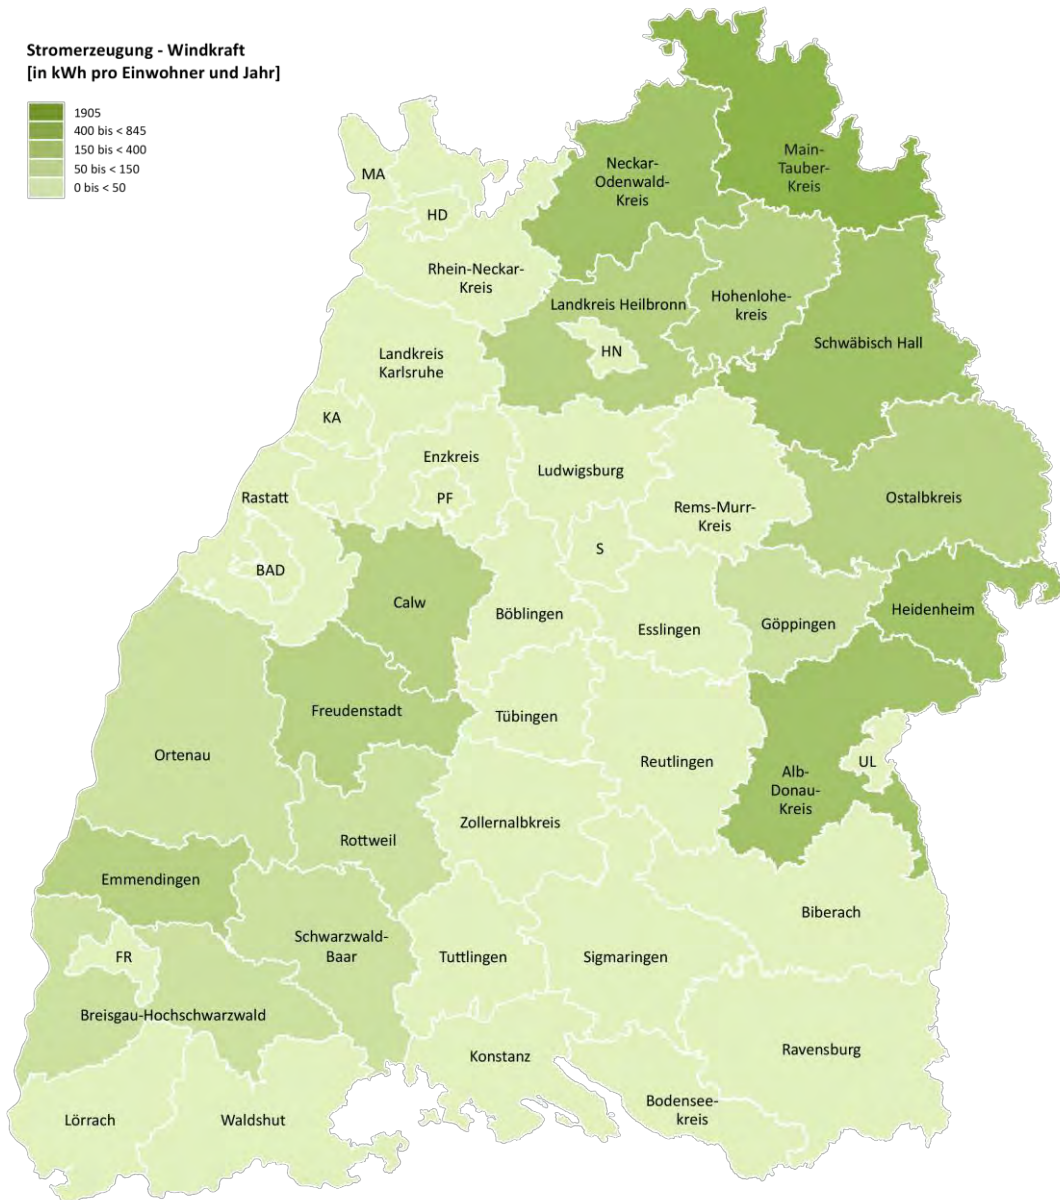 Stromerzeugung - Windkraft
[in kWh pro Einwohner und Jahr]
1905
400 bis < 845
150 bis < 400
50 bis < 150
0 bis < 50
MA
HD
Rhein-Neckar-
Kreis
Neckar-
Odenwald-
Kreis
Main-
Tauber-
Kreis
Landkreis Heilbronn
HN
Hohenlohe-
kreis
Schwäbisch Hall
Landkreis
Karlsruhe
KA
Enzkreis
PF
Ludwigsburg
Rems-Murr-
Kreis
Ostalbkreis
Rastatt
BAD
S
Calw
Böblingen
Esslingen
Göppingen
Heidenheim
Freudenstadt
Tübingen
Reutlingen
Alb-
Donau-
Kreis
UL
Ortenau
Rottweil
Zollernalbkreis
Emmendingen
Biberach
FR
Schwarzwald-
Baar
Tuttlingen
Sigmaringen
Breisgau-Hochschwarzwald
Konstanz
Ravensburg
Lörrach
Waldshut
Bodensee-
kreis